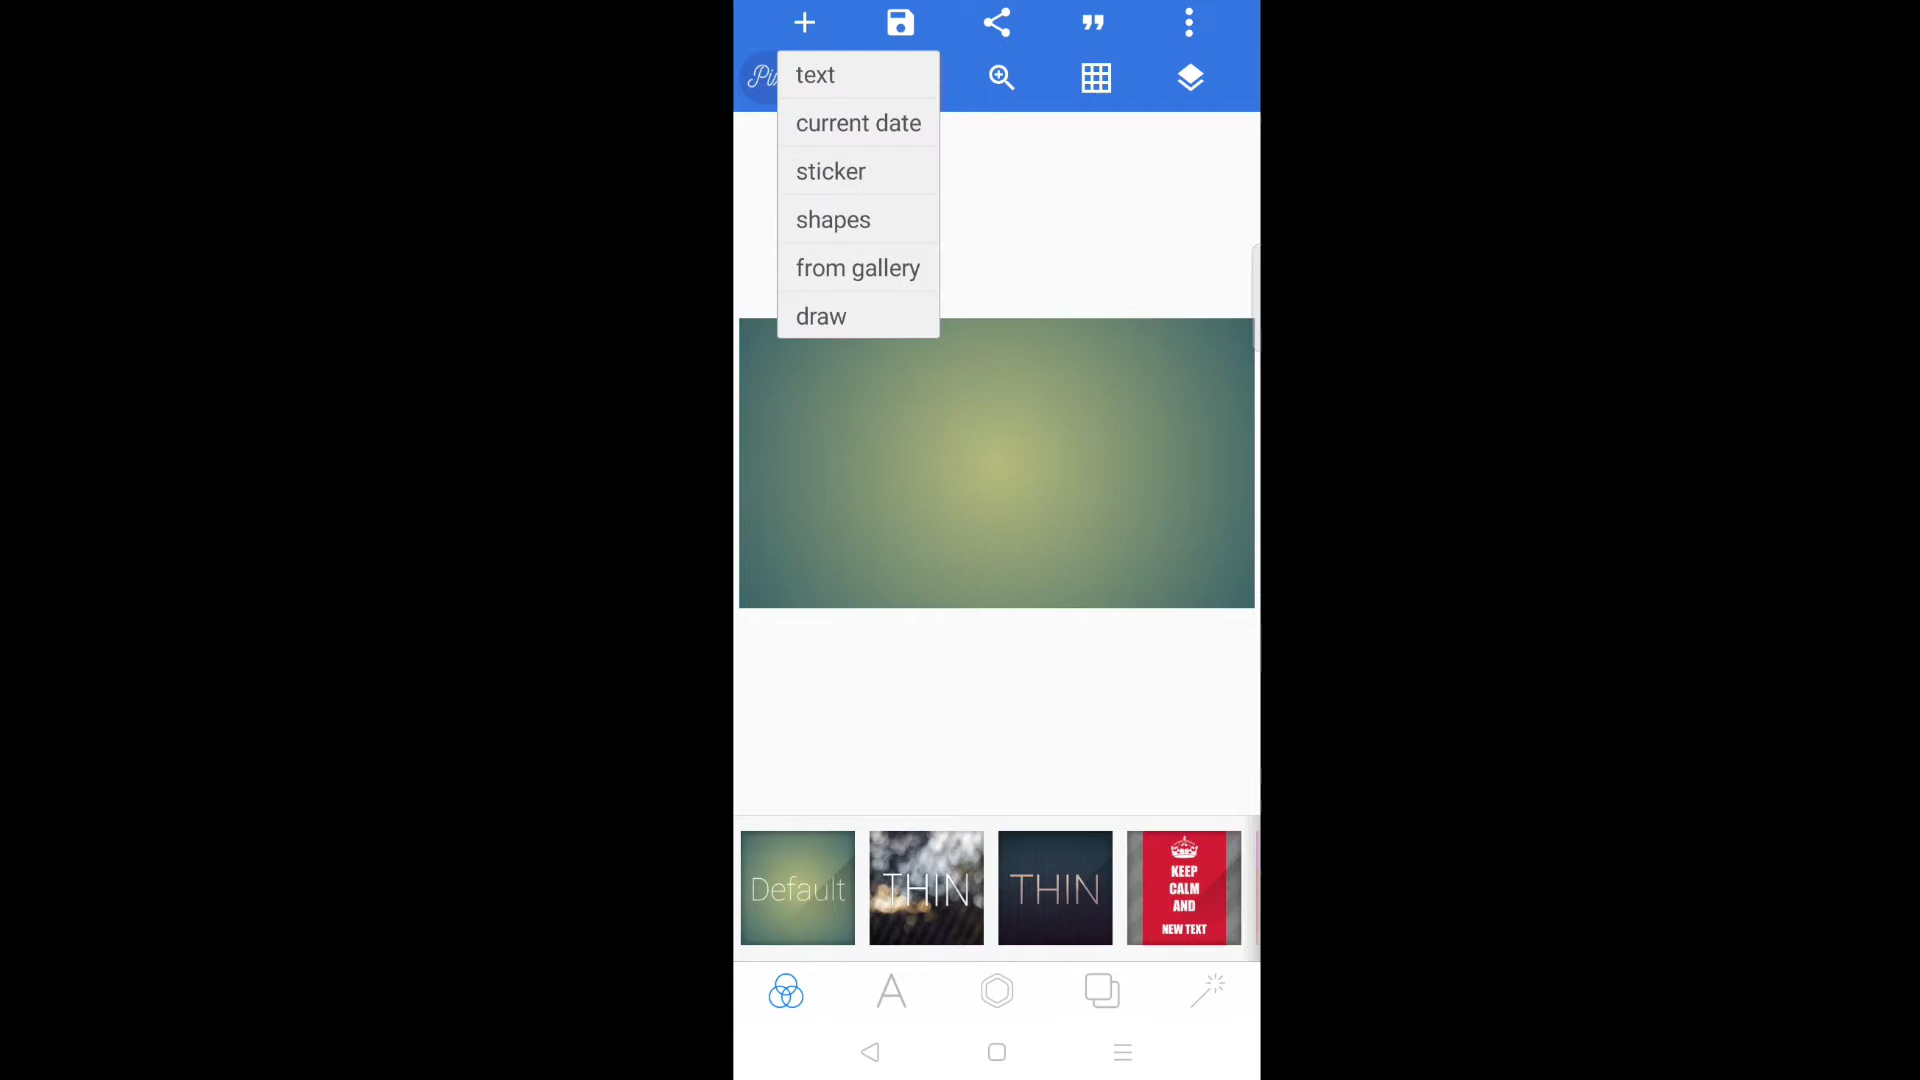 text
current date
sticker
shapes
from gallery
draw
Default
THIN
THIN
KEEP
CALM
AND
NEW TEXT